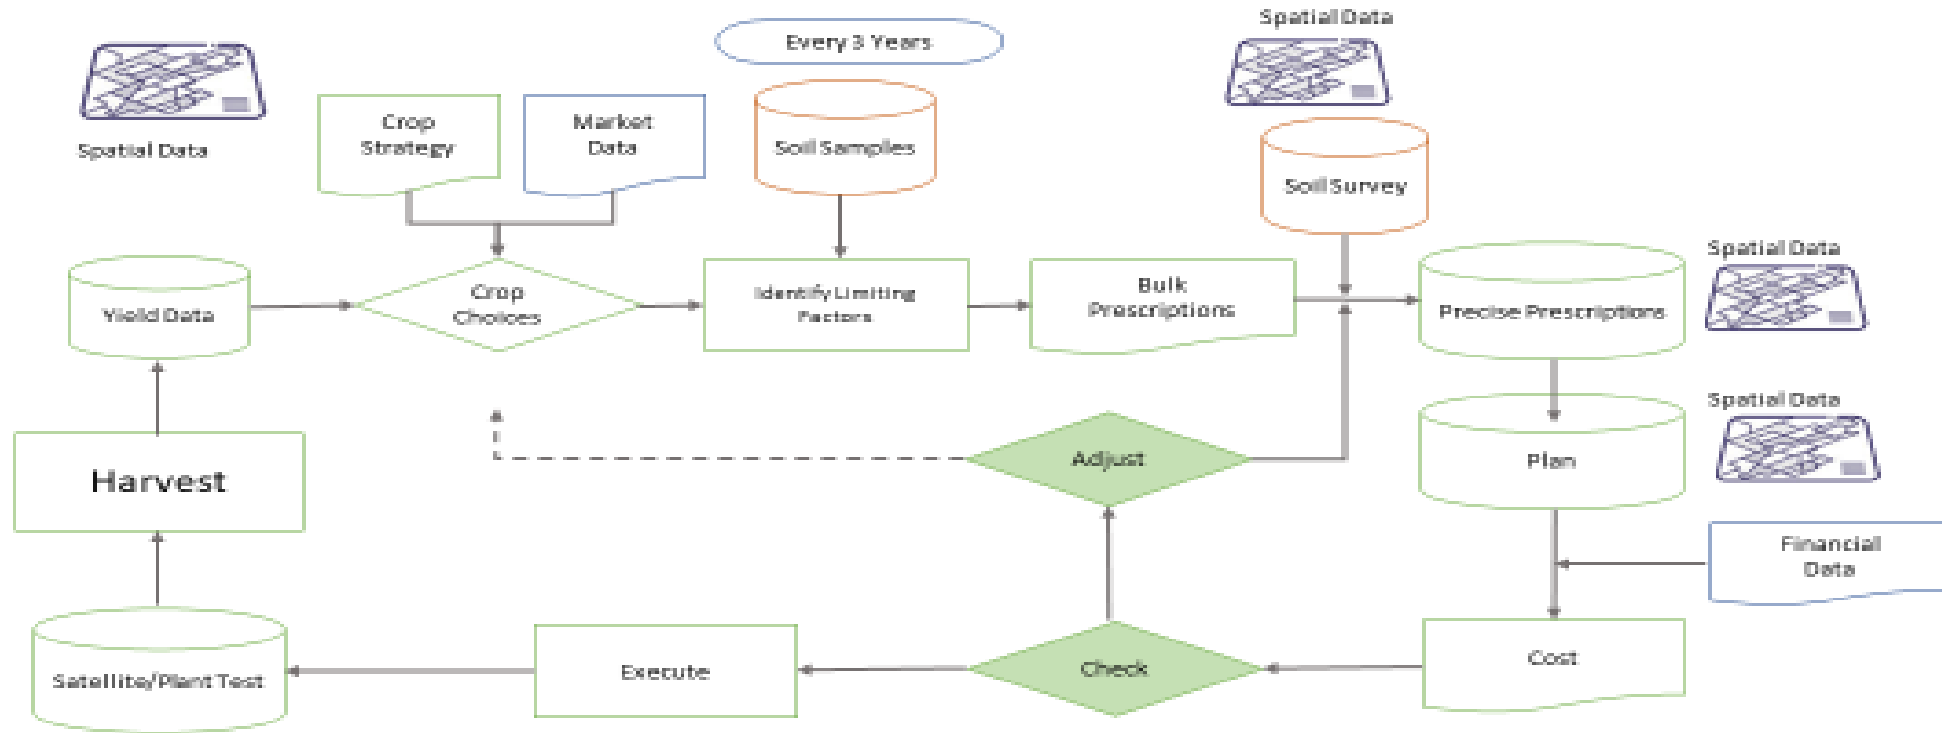 Spatial Data
Every 3 Years
Spatial Data
Crop
Strategy
Market
Data
Soil Samples
Soil Survey
Yield Data
Crop
Choices
Identify Limiting
Factors
Bulk
Prescriptions
Precise Prescriptions
Spatial Data
Harvest
Adjust
Plan
Spatial Data
Financial
Data
Satellite/Plant Test
Execute
Check
Cost